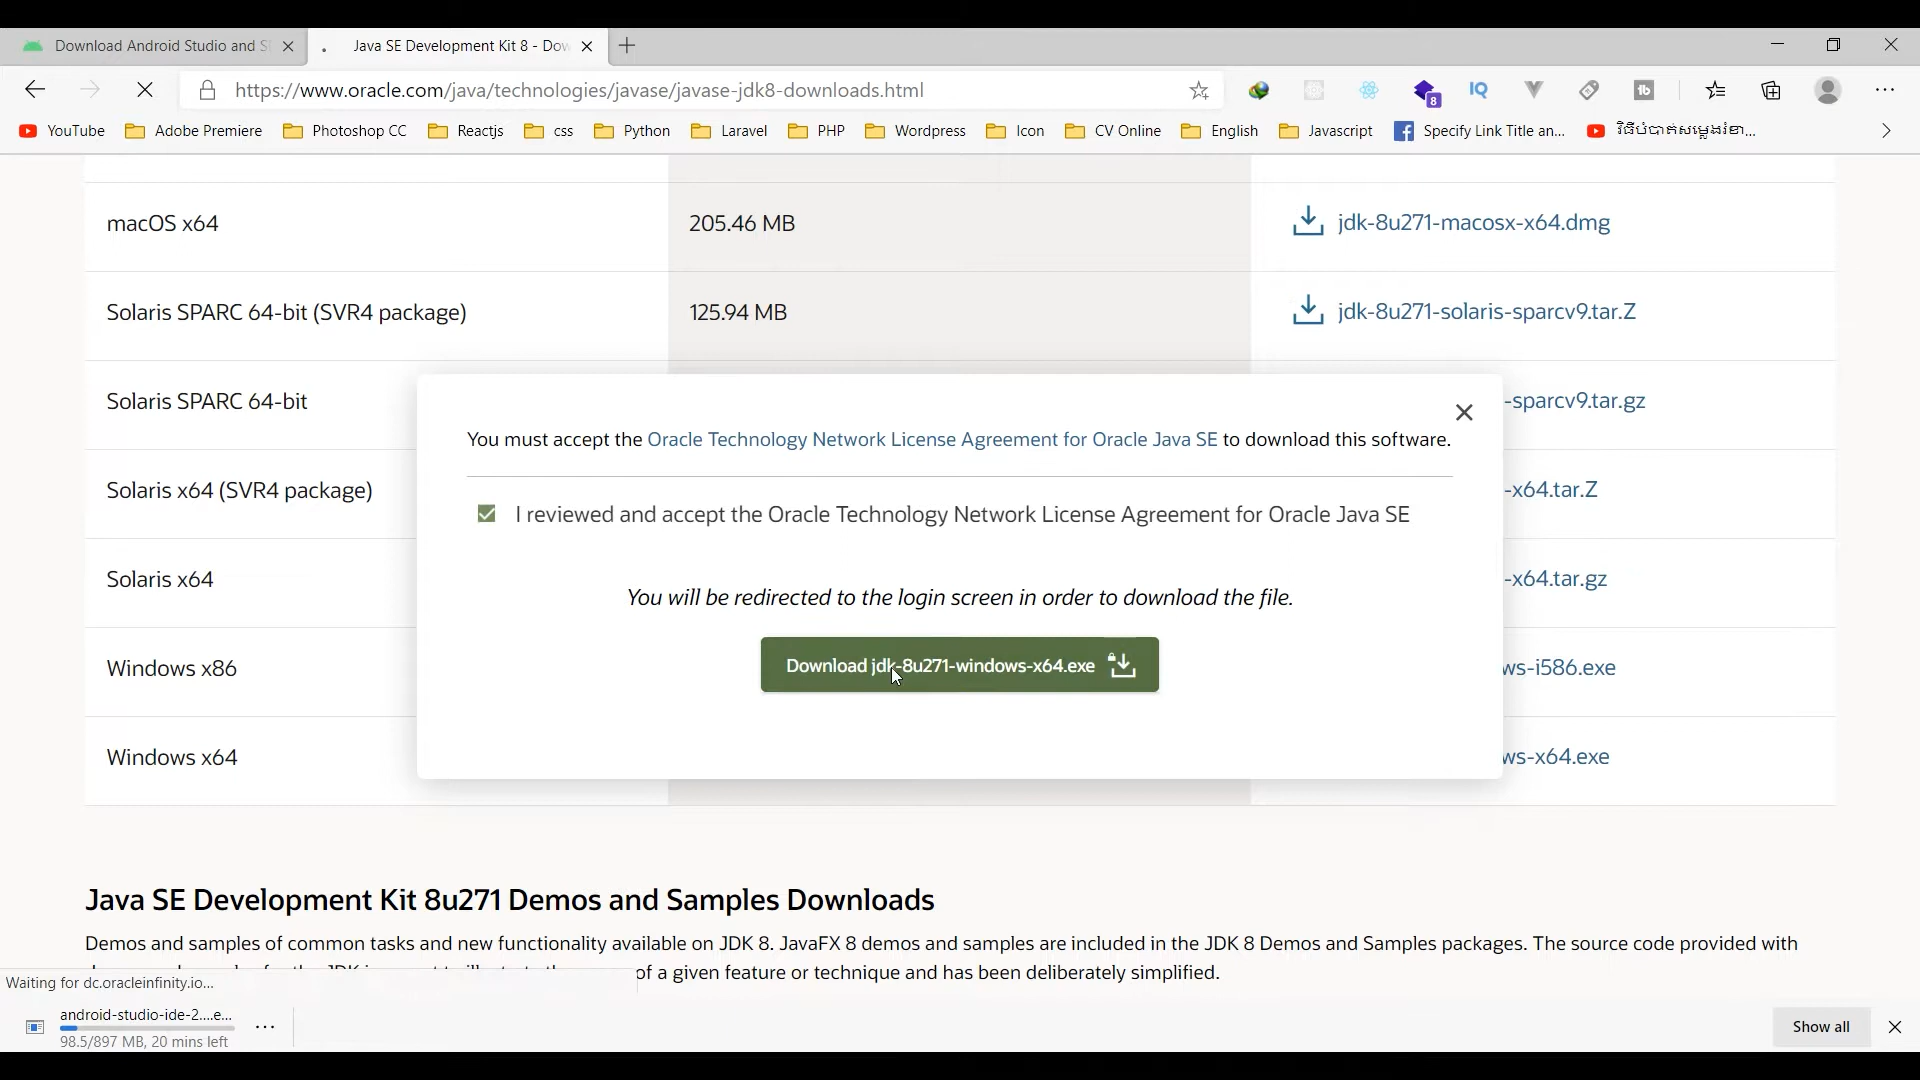 Download Android Studio and S
Java SE Development Kit 8 - Dow
https://www.oracle.com/java/technologies/javase/javase-jdk8-downloads.html
8
IQ
tb
YouTube
Adobe Premiere
Photoshop CC
Reactjs
css
Python
Laravel
PHP
Wordpress
Icon
CV Online
English
Javascript
Specify Link Title an...
វិធីបំបាត់សម្លេងរំខា...
macOS x64
205.46 MB
jdk-8u271-macosx-x64.dmg
Solaris SPARC 64-bit (SVR4 package)
125.94 MB
jdk-8u271-solaris-sparcv9.tar.Z
Solaris SPARC 64-bit
-sparcv9.tar.gz
You must accept the Oracle Technology Network License Agreement for Oracle Java SE to download this software.
Solaris x64 (SVR4 package)
-x64.tar.Z
I reviewed and accept the Oracle Technology Network License Agreement for Oracle Java SE
Solaris x64
-x64.tar.gz
You will be redirected to the login screen in order to download the file.
Windows x86
Download jdk-8u271-windows-x64.exe
ws-i586.exe
Windows x64
ws-x64.exe
Java SE Development Kit 8u271 Demos and Samples Downloads
Demos and samples of common tasks and new functionality available on JDK 8. JavaFX 8 demos and samples are included in the JDK 8 Demos and Samples packages. The source code provided with
of a given feature or technique and has been deliberately simplified.
Waiting for dc.oracleinfinity.io...
android-studio-ide-2....e...
98.5/897 MB, 20 mins left
Show all